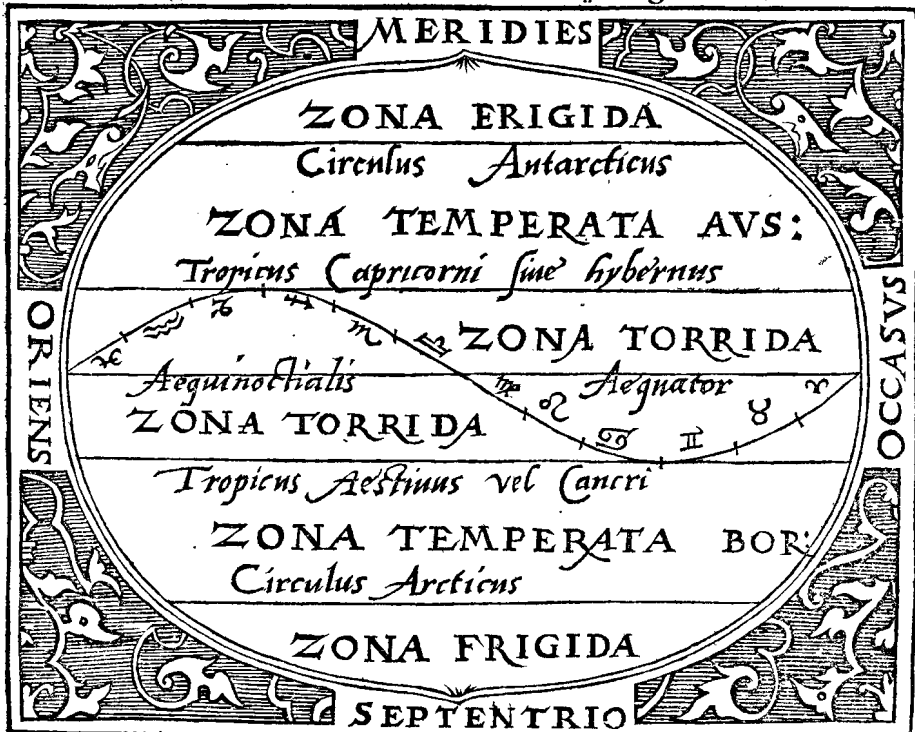 MERIDIES
ZONA ERIGIDA
Circulus Antarcticus
ZONA TEMPERATA AVS:
Tropicus Capricorni siue hybernus
ORIENS
OCCASVS
♑ ♐
♒ ♏
♓ ♎ ZONA TORRIDA
Aequinoctialis ♍ Aequator ♈
ZONA TORRIDA ♌ ♉
♋ ♊
Tropicus Aestiuus vel Cancri
ZONA TEMPERATA BOR:
Circulus Arcticus
ZONA FRIGIDA
SEPTENTRIO